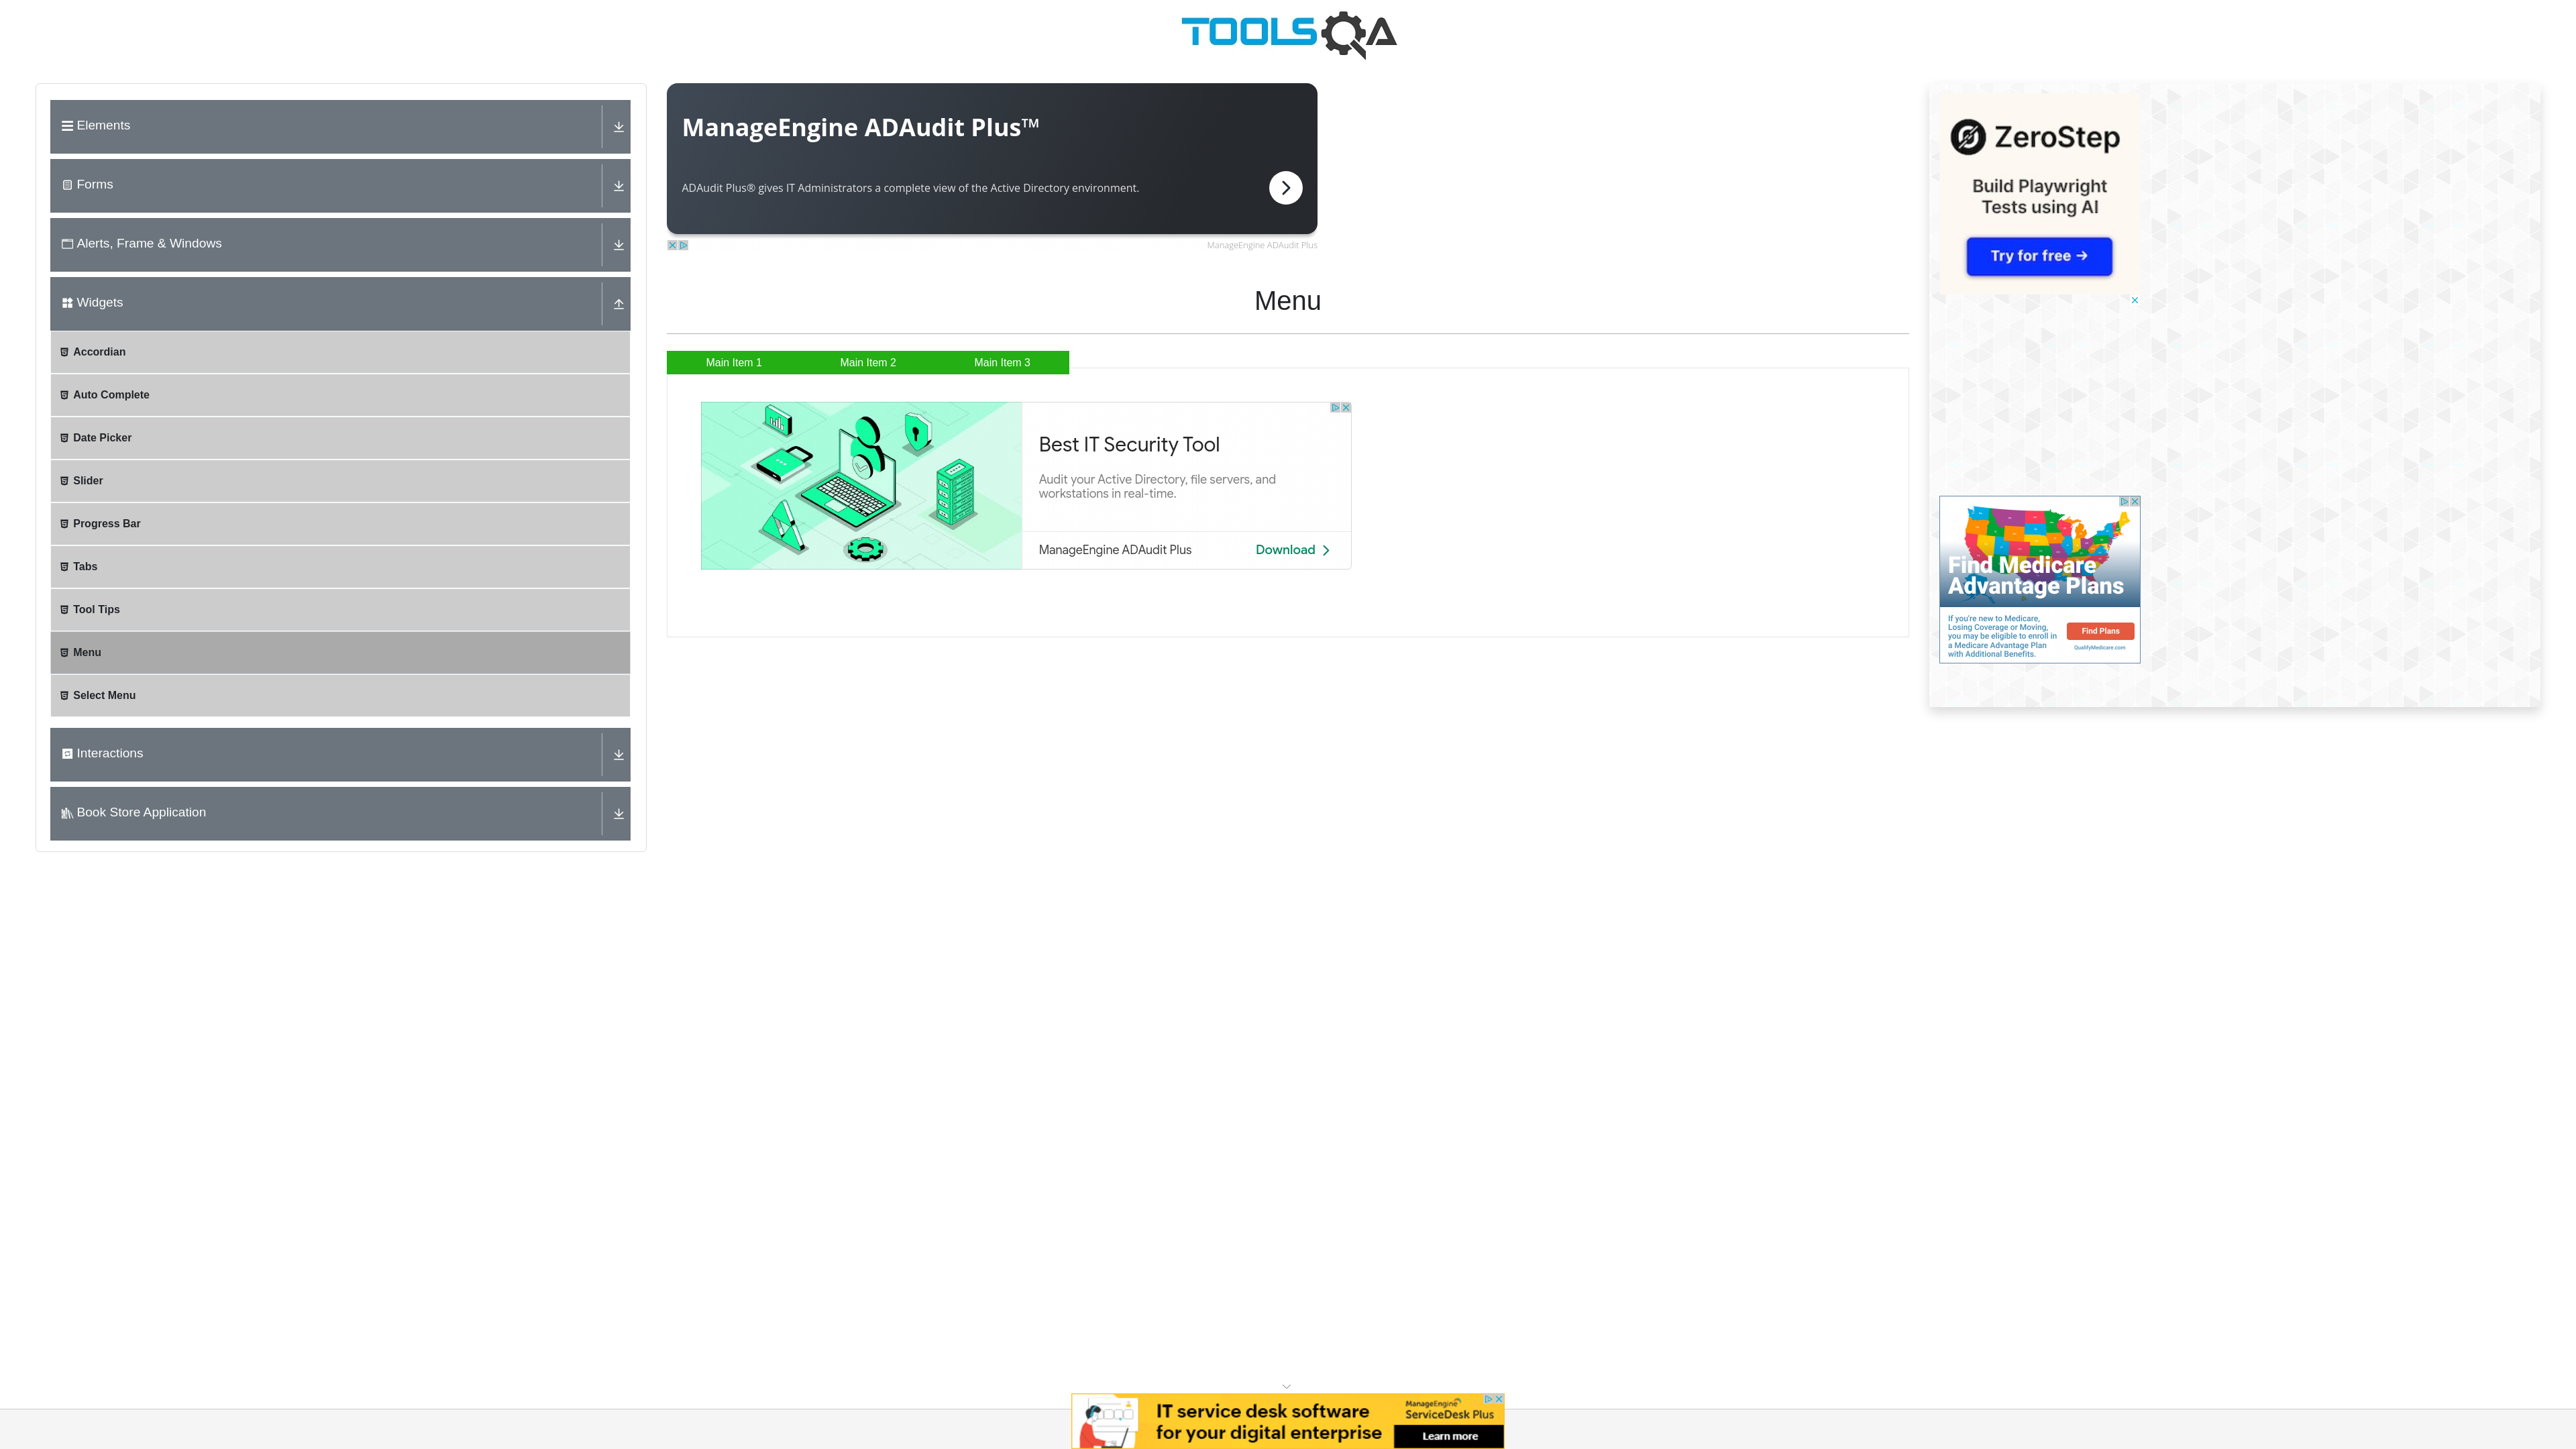 TOOLSQA
Elements
Forms
Alerts, Frame & Windows
Widgets
Accordian
Auto Complete
Date Picker
Slider
Progress Bar
Tabs
Tool Tips
Menu
Select Menu
Interactions
Book Store Application
ManageEngine ADAudit Plus™
ADAudit Plus® gives IT Administrators a complete view of the Active Directory environment.
ManageEngine ADAudit Plus
Menu
Main Item 1
Main Item 2
Main Item 3
Best IT Security Tool
Audit your Active Directory, file servers, and
workstations in real-time.
ManageEngine ADAudit Plus
Download
ZeroStep
Build Playwright
Tests using AI
Try for free →
Find Medicare
Advantage Plans
If you're new to Medicare,
Losing Coverage or Moving,
you may be eligible to enroll in
a Medicare Advantage Plan
with Additional Benefits.
Find Plans
QualifyMedicare.com
IT service desk software
for your digital enterprise
ManageEngine
ServiceDesk Plus
Learn more